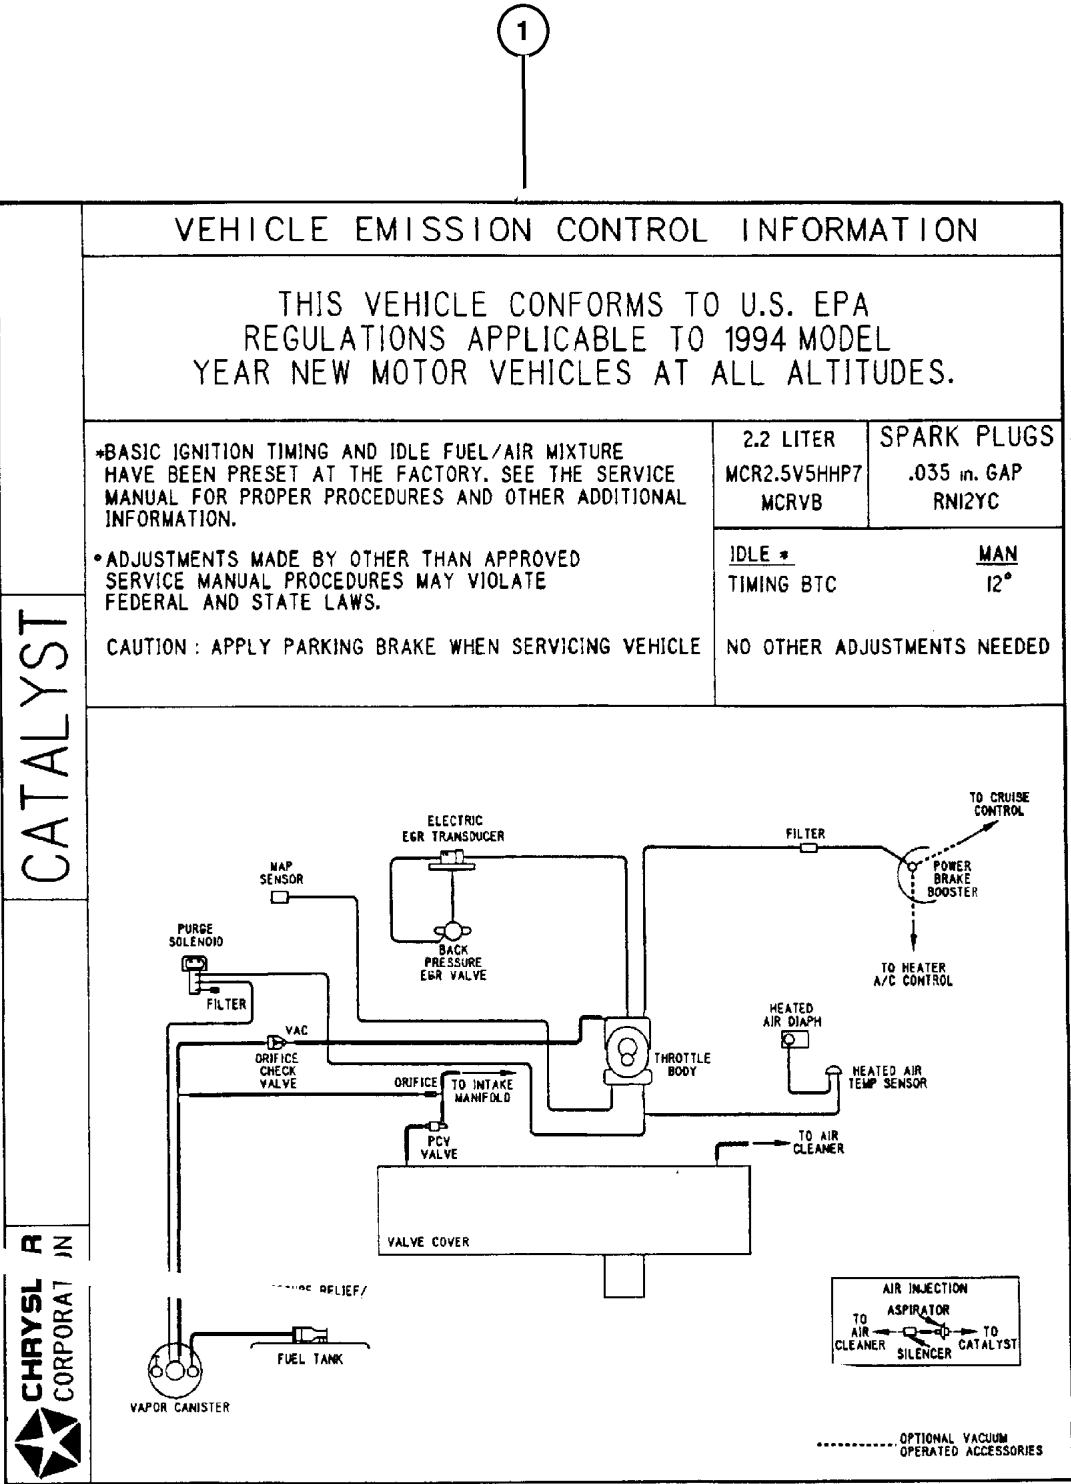 1
VEHICLE EMISSION CONTROL INFORMATION
THIS VEHICLE CONFORMS TO U.S. EPA
REGULATIONS APPLICABLE TO 1994 MODEL
YEAR NEW MOTOR VEHICLES AT ALL ALTITUDES.
*BASIC IGNITION TIMING AND IDLE FUEL/AIR MIXTURE
HAVE BEEN PRESET AT THE FACTORY. SEE THE SERVICE
MANUAL FOR PROPER PROCEDURES AND OTHER ADDITIONAL
INFORMATION.
•ADJUSTMENTS MADE BY OTHER THAN APPROVED
SERVICE MANUAL PROCEDURES MAY VIOLATE
FEDERAL AND STATE LAWS.
CAUTION : APPLY PARKING BRAKE WHEN SERVICING VEHICLE
2.2 LITER
MCR2.5V5HHP7
MCRVB
SPARK PLUGS
.035 in. GAP
RN12YC
IDLE * MAN
TIMING BTC 12°
NO OTHER ADJUSTMENTS NEEDED
CATALYST
CHRYSL R
CORPORAT
ELECTRIC
EGR TRANSDUCER
MAP
SENSOR
PURGE
SOLENOID
FILTER
BACK
PRESSURE
EGR VALVE
FILTER
TO CRUISE
CONTROL
POWER
BRAKE
BOOSTER
TO HEATER
A/C CONTROL
VAC
ORIFICE
CHECK
VALVE
ORIFICE
TO INTAKE
MANIFOLD
PCV
VALVE
THROTTLE
BODY
HEATED
AIR DIAPH
HEATED AIR
TEMP SENSOR
TO AIR
CLEANER
VALVE COVER
RELIEF/
FUEL TANK
VAPOR CANISTER
AIR INJECTION
ASPIRATOR
TO
AIR
CLEANER
SILENCER
TO
CATALYST
OPTIONAL VACUUM
OPERATED ACCESSORIES